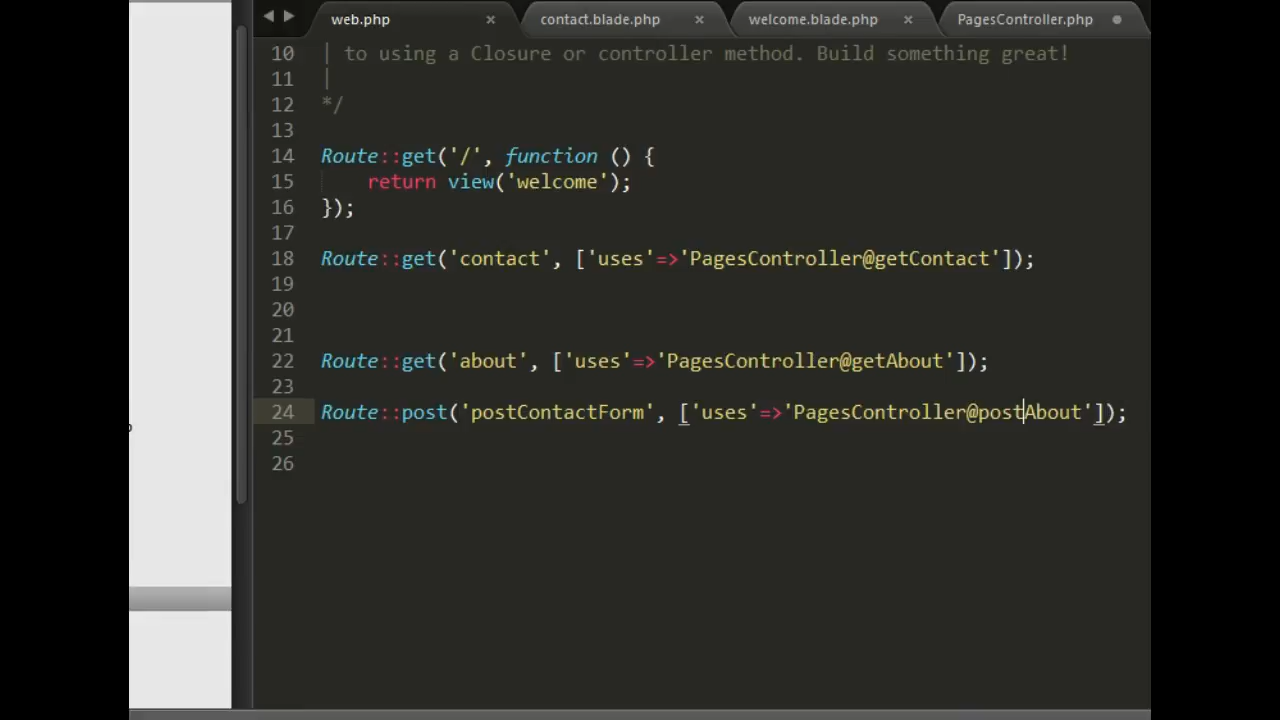 web.php × contact.blade.php × welcome.blade.php × PagesController.php
10 | to using a Closure or controller method. Build something great!
11 |
12 */
13
14 Route::get('/', function () {
15 return view('welcome');
16 });
17
18 Route::get('contact', ['uses'=>'PagesController@getContact']);
19
20
21
22 Route::get('about', ['uses'=>'PagesController@getAbout']);
23
24 Route::post('postContactForm', ['uses'=>'PagesController@postAbout']);
25
26